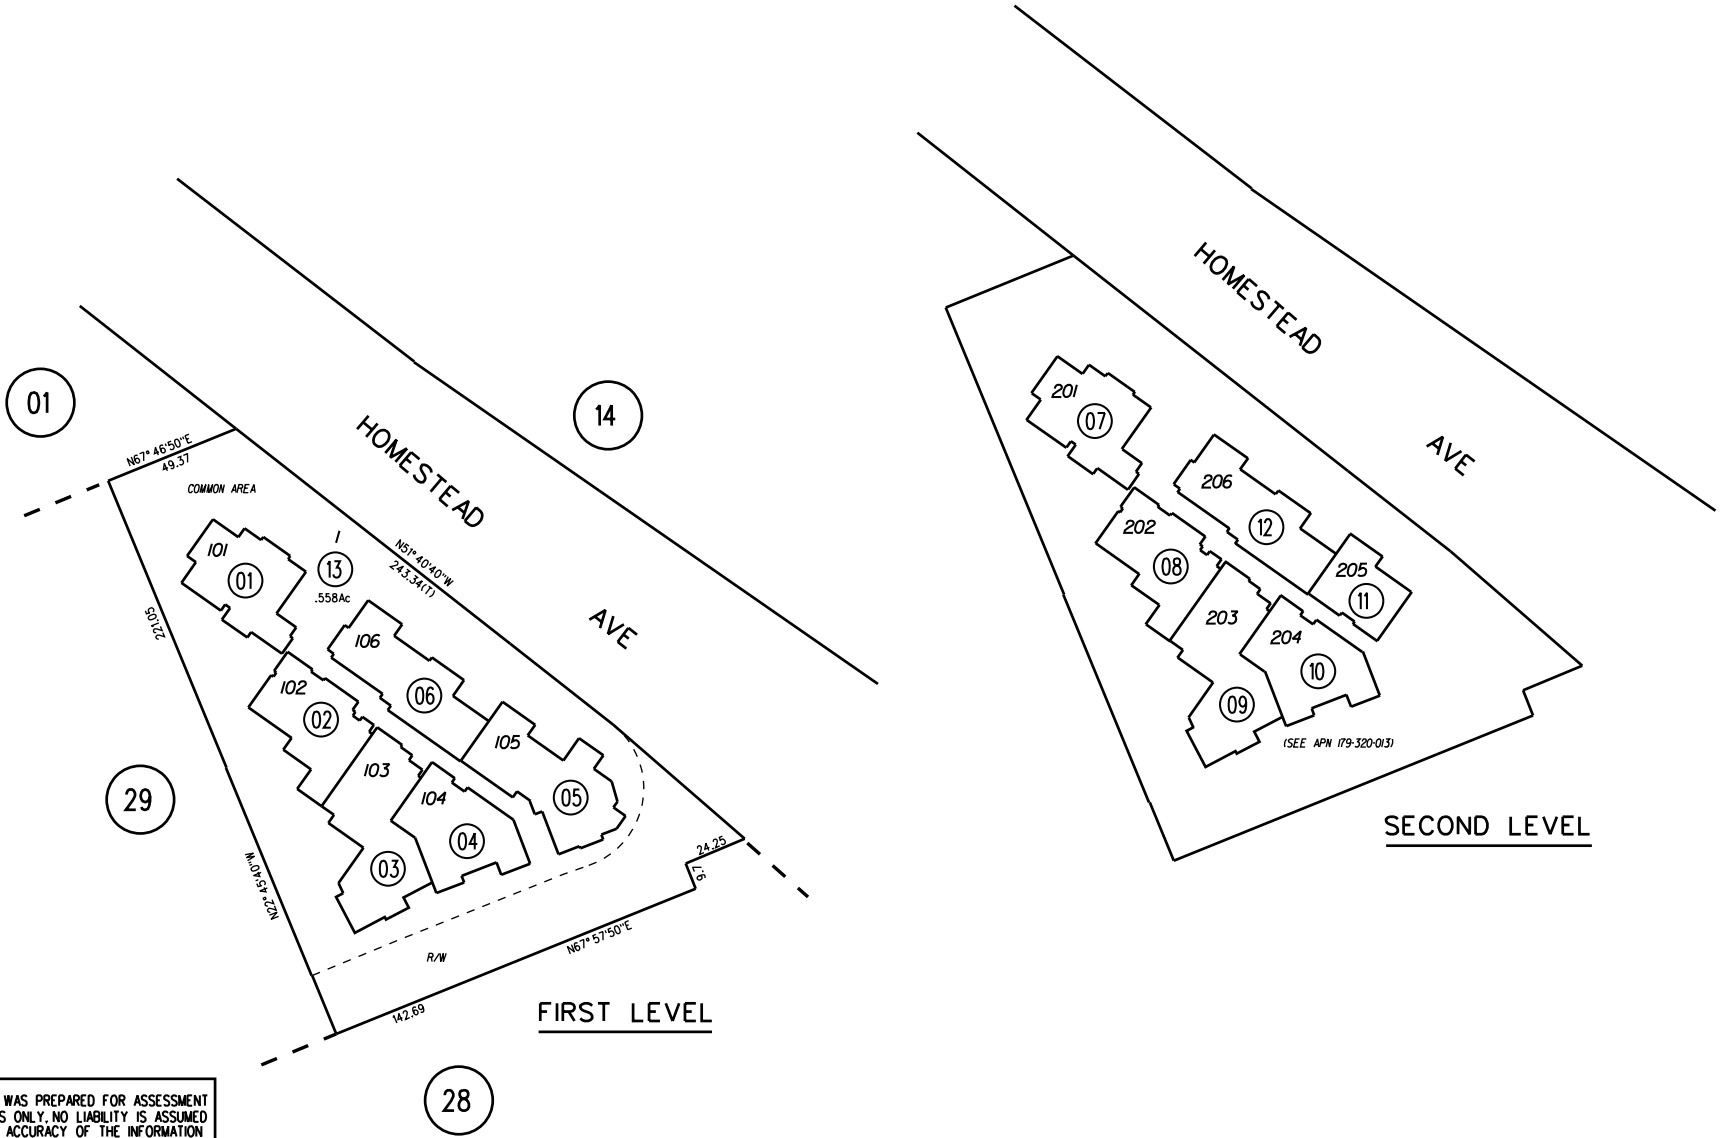 01
14
HOMESTEAD
AVE
N67°46'50"E
49.37
COMMON AREA
N51°40'40"W
243.34(T)
1
13
.558Ac
101
01
106
06
102
02
105
05
103
03
104
04
221.05
N22°45'40"W
29
24.25
9.7
N67°57'50"E
142.69
R/W
FIRST LEVEL
28
HOMESTEAD
AVE
201
07
206
12
202
08
205
11
203
09
204
10
(SEE APN 179-320-013)
SECOND LEVEL
WAS PREPARED FOR ASSESSMENT
S ONLY, NO LIABILITY IS ASSUMED
ACCURACY OF THE INFORMATION